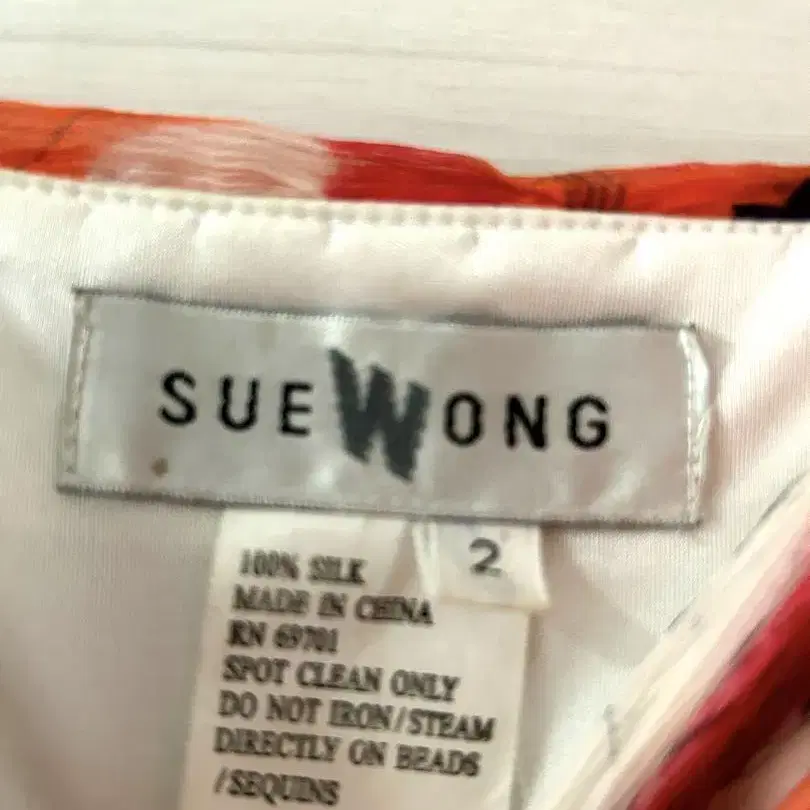 SUE WONG
2
100% SILK
MADE IN CHINA
RN 69701
SPOT CLEAN ONLY
DO NOT IRON/STEAM
DIRECTLY ON BEADS
/SEQUINS